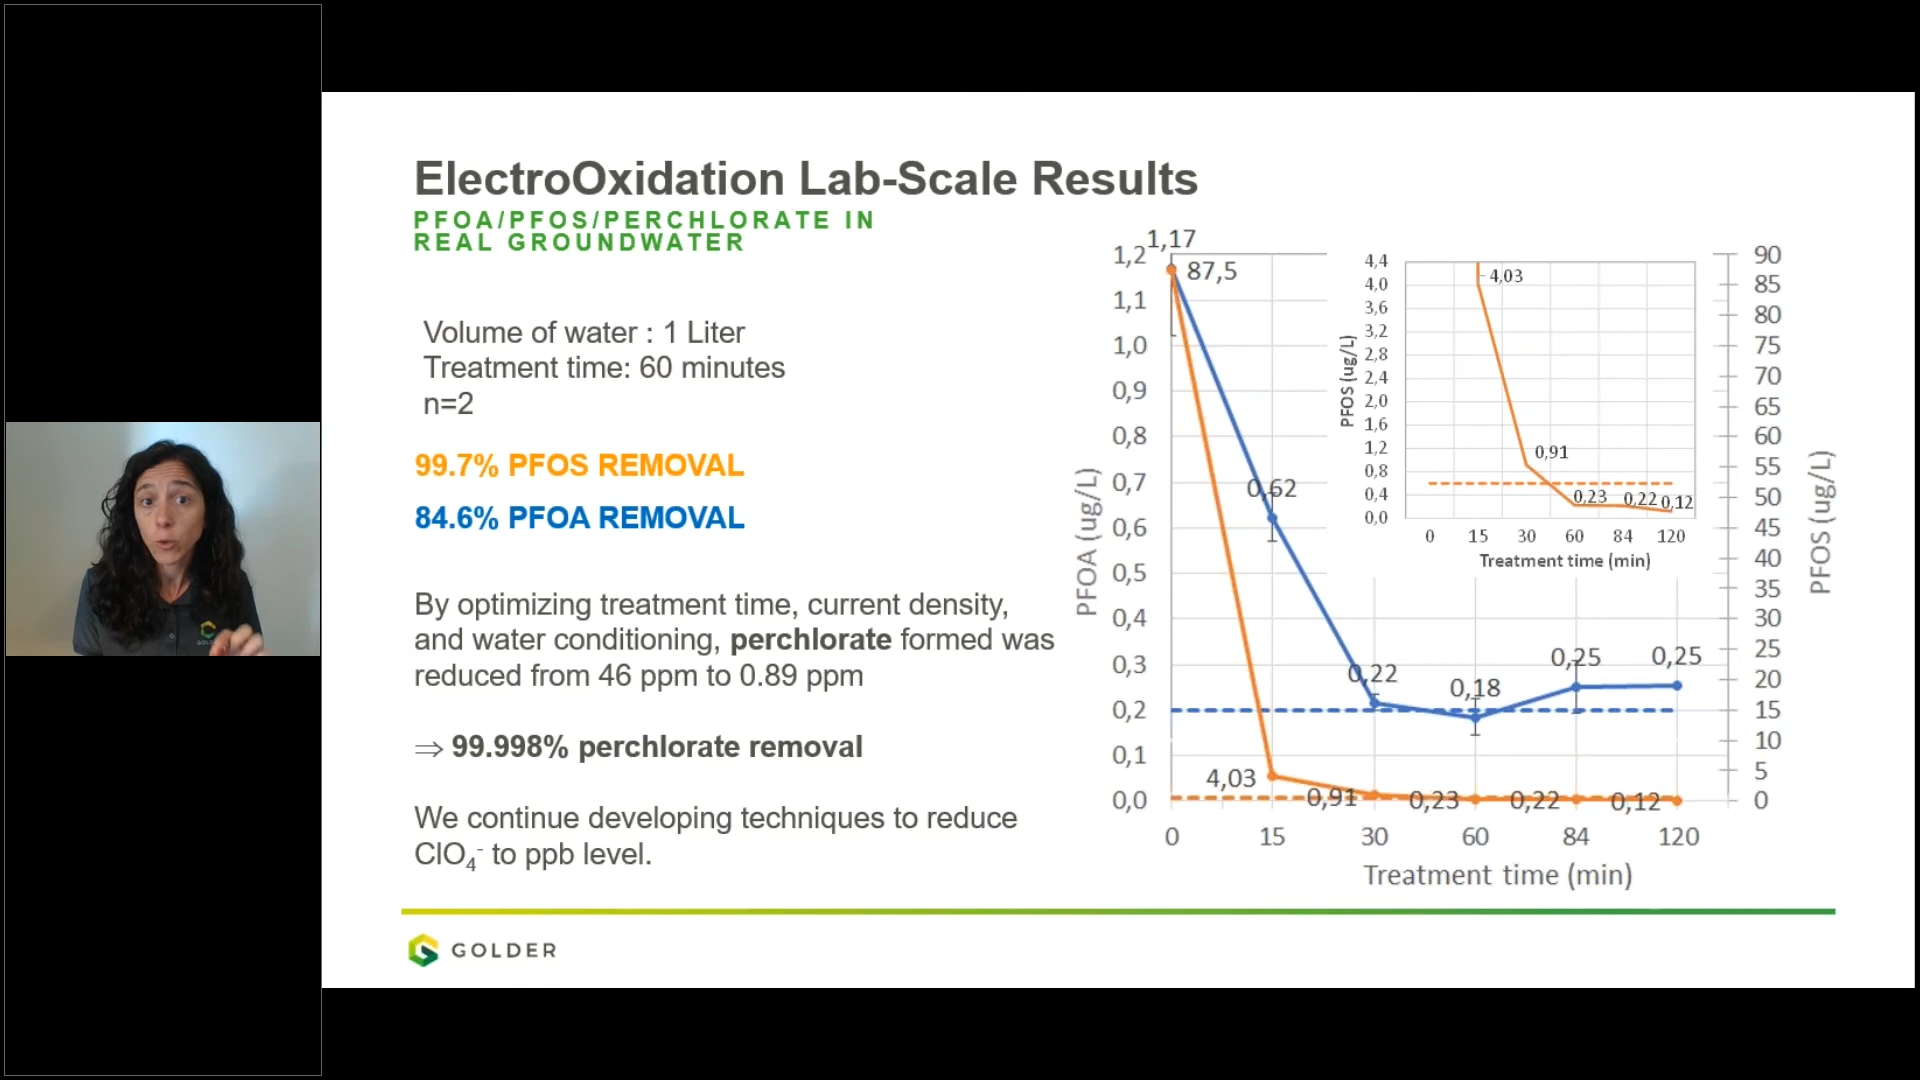 ElectroOxidation Lab-Scale Results
PFOA/PFOS/PERCHLORATE IN
REAL GROUNDWATER
Volume of water : 1 Liter
Treatment time: 60 minutes
n=2
99.7% PFOS REMOVAL
84.6% PFOA REMOVAL
By optimizing treatment time, current density,
and water conditioning, perchlorate formed was
reduced from 46 ppm to 0.89 ppm
⇒ 99.998% perchlorate removal
We continue developing techniques to reduce
ClO4- to ppb level.
PFOA (ug/L)
1,2
1,1
1,0
0,9
0,8
0,7
0,6
0,5
0,4
0,3
0,2
0,1
0,0
1,17
87,5
0,62
0,22
0,18
0,25
0,25
4,03
0,91
0,23
0,22
0,12
0 15 30 60 84 120
Treatment time (min)
PFOS (ug/L)
4,4
4,0
3,6
3,2
2,8
2,4
2,0
1,6
1,2
0,8
0,4
0,0
4,03
0,91
0,23
0,22
0,12
0 15 30 60 84 120
Treatment time (min)
90
85
80
75
70
65
60
55
50
45
40
35
30
25
20
15
10
5
0
PFOS (ug/L)
GOLDER
GOLDER